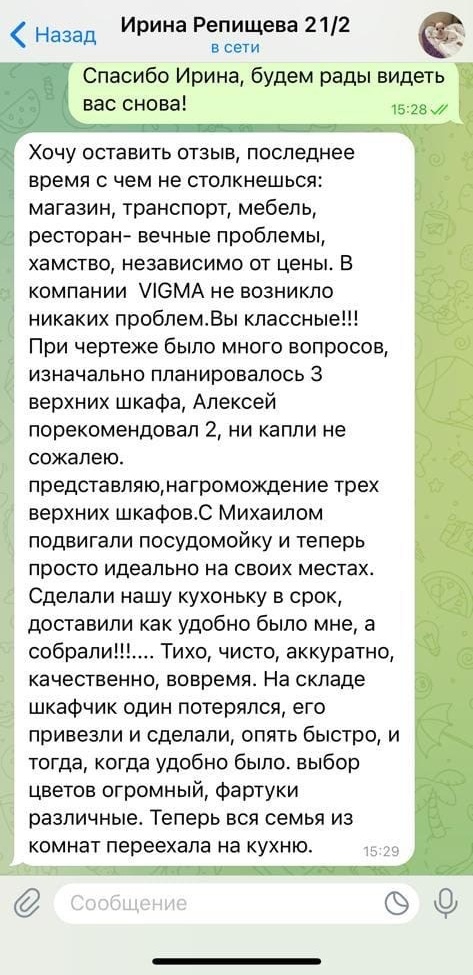 Назад
Ирина Репищева 21/2
в сети
Спасибо Ирина, будем рады видеть
вас снова!
15:28
Хочу оставить отзыв, последнее
время с чем не столкнешься:
магазин, транспорт, мебель,
ресторан- вечные проблемы,
хамство, независимо от цены. В
компании  VIGMA не возникло
никаких проблем.Вы классные!!!
При чертеже было много вопросов,
изначально планировалось 3
верхних шкафа, Алексей
порекомендовал 2, ни капли не
сожалею.
представляю,нагромождение трех
верхних шкафов.С Михаилом
подвигали посудомойку и теперь
просто идеально на своих местах.
Сделали нашу кухоньку в срок,
доставили как удобно было мне, а
собрали!!!.... Тихо, чисто, аккуратно,
качественно, вовремя. На складе
шкафчик один потерялся, его
привезли и сделали, опять быстро, и
тогда, когда удобно было. выбор
цветов огромный, фартуки
различные. Теперь вся семья из
комнат переехала на кухню.
15:29
Сообщение